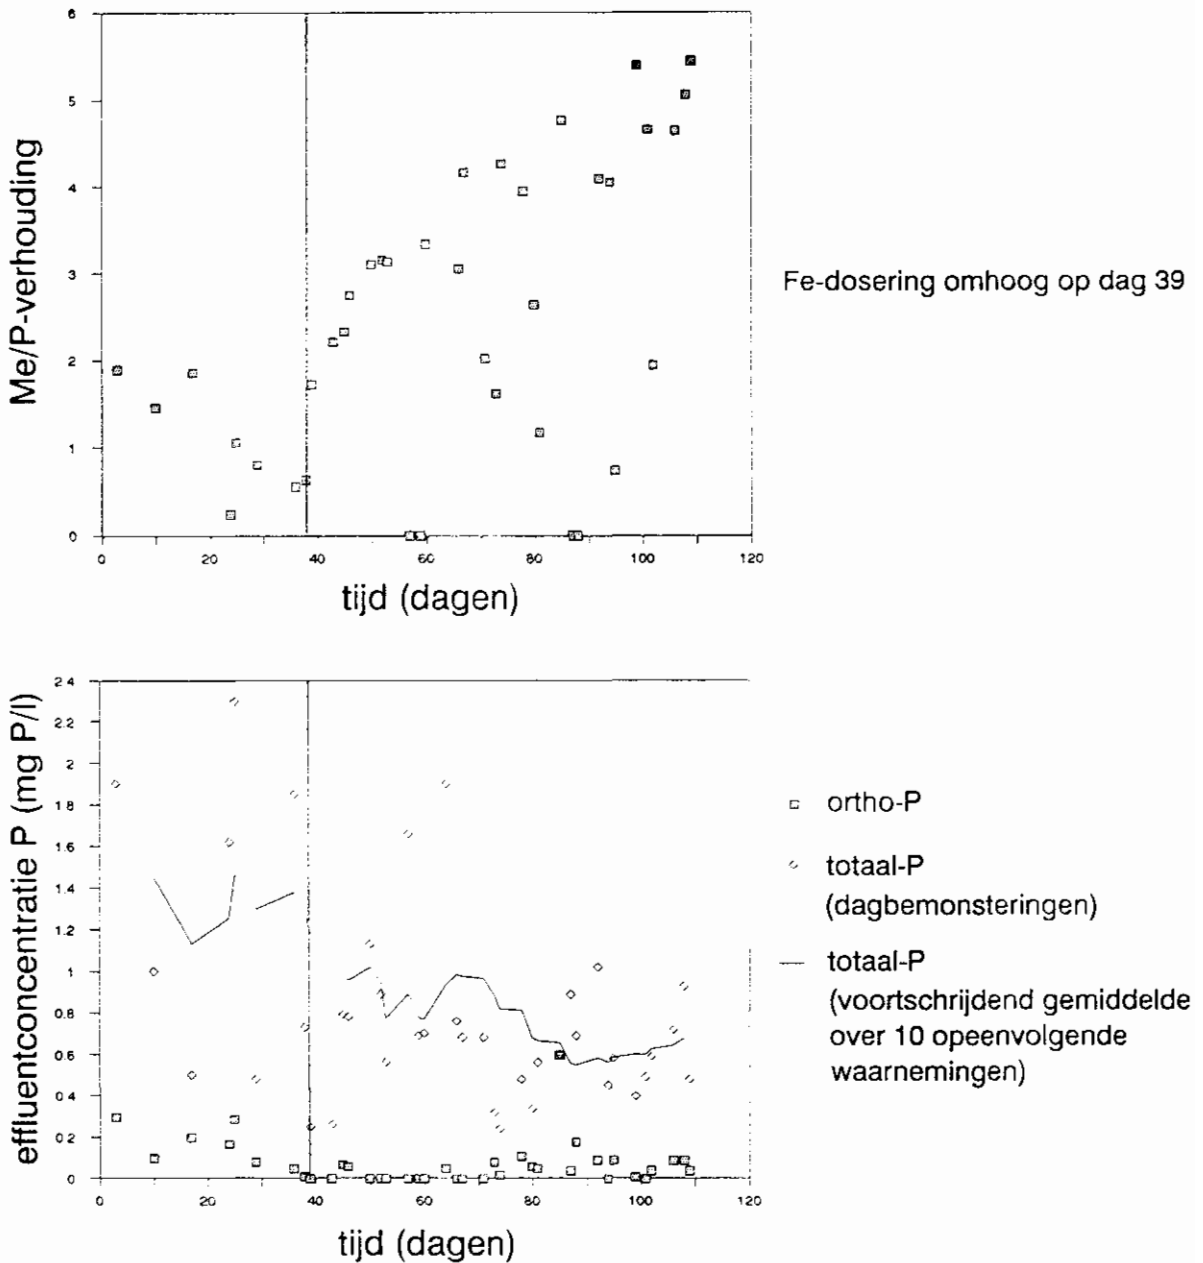 6
5
4
3
2
1
0
Me/P-verhouding
0 20 40 60 80 100 120
tijd (dagen)
Fe-dosering omhoog op dag 39
2 4
2.2
2
1 8
1 6
1.4
1.2
1
0.8
0.6
0.4
0 2
0
effluentconcentratie P (mg P/l)
0 20 40 60 80 100 120
tijd (dagen)
ortho-P
totaal-P
(dagbemonsteringen)
totaal-P
(voortschrijdend gemiddelde
over 10 opeenvolgende
waarnemingen)